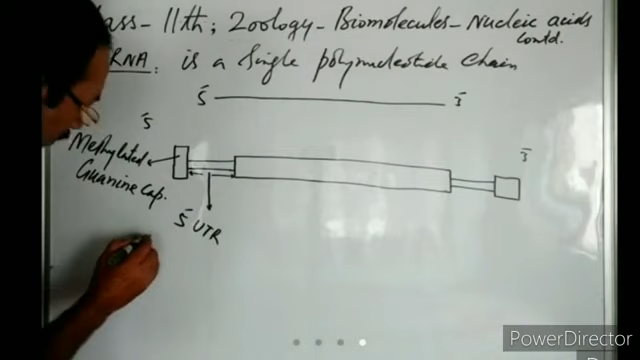 ass - 11th; Zoology - Biomolecules - Nucleic acids
Contd.
RNA: is a Single polynucleotide Chain
5̄ 3̄
5̄ 3̄
Methylated
Guanine Cap.
5̄ UTR
PowerDirector